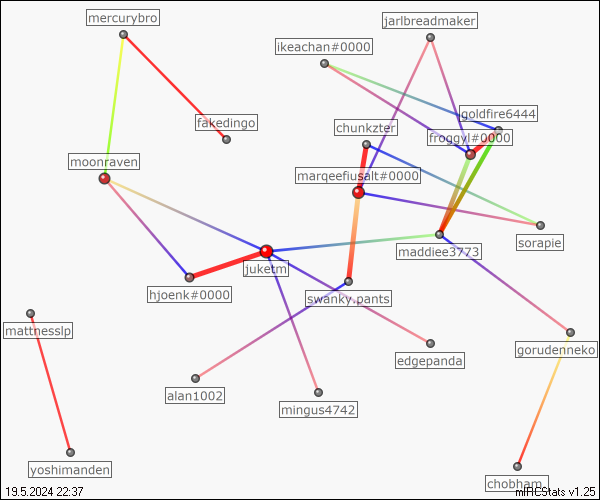 mercurybro
jarlbreadmaker
ikeachan#0000
goldfire6444
fakedingo
chunkzter
froggyl#0000
moonraven
marqeefiusalt#0000
sorapie
maddiee3773
juketm
hjoenk#0000
swanky.pants
mattnesslp
gorudenneko
edgepanda
alan1002
mingus4742
yoshimanden
chobham_
19.5.2024 22:37
mIRCStats v1.25